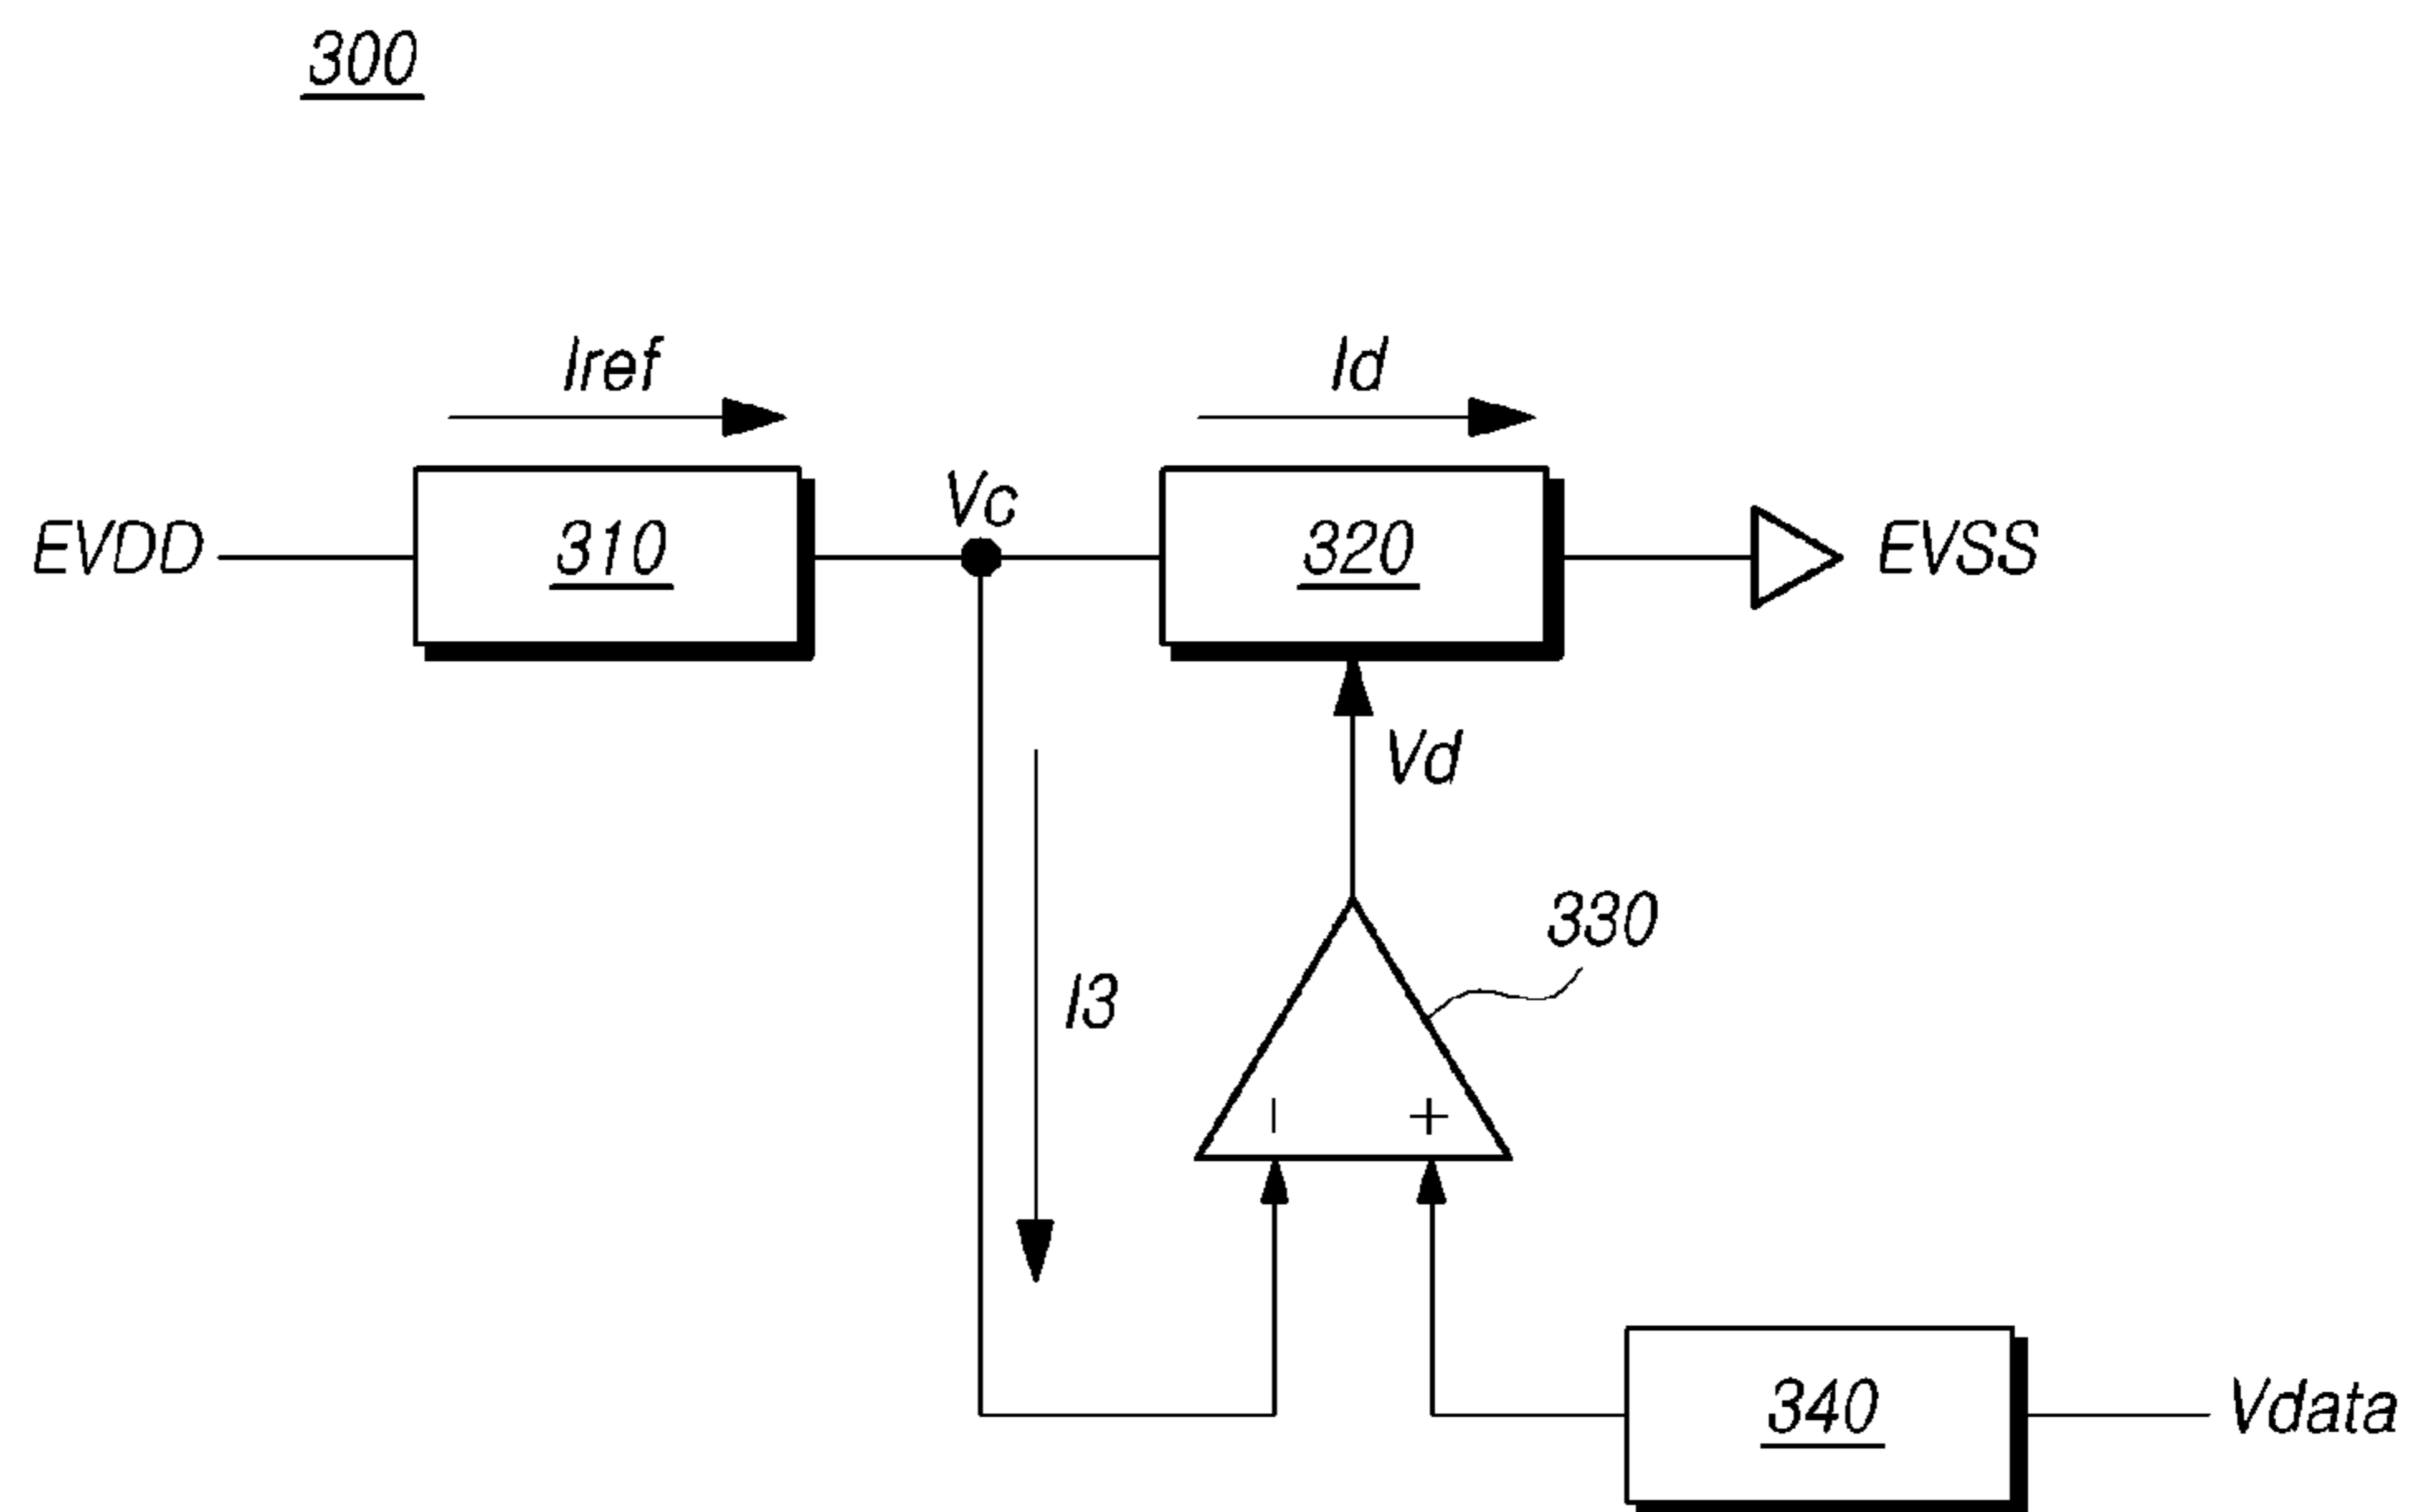 300
Iref
Id
Vc
EVDD
310
320
EVSS
Vd
330
I3
- +
340
Vdata